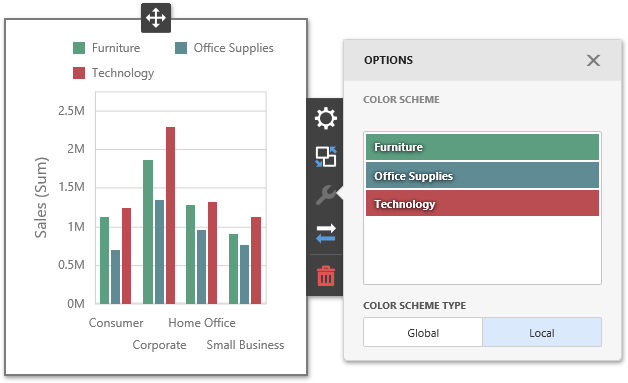 Furniture
Office Supplies
Technology
Sales (Sum)
2.5M
2M
1.5M
1M
0.5M
0M
Consumer
Home Office
Corporate
Small Business
OPTIONS
COLOR SCHEME
Furniture
Office Supplies
Technology
COLOR SCHEME TYPE
Global
Local